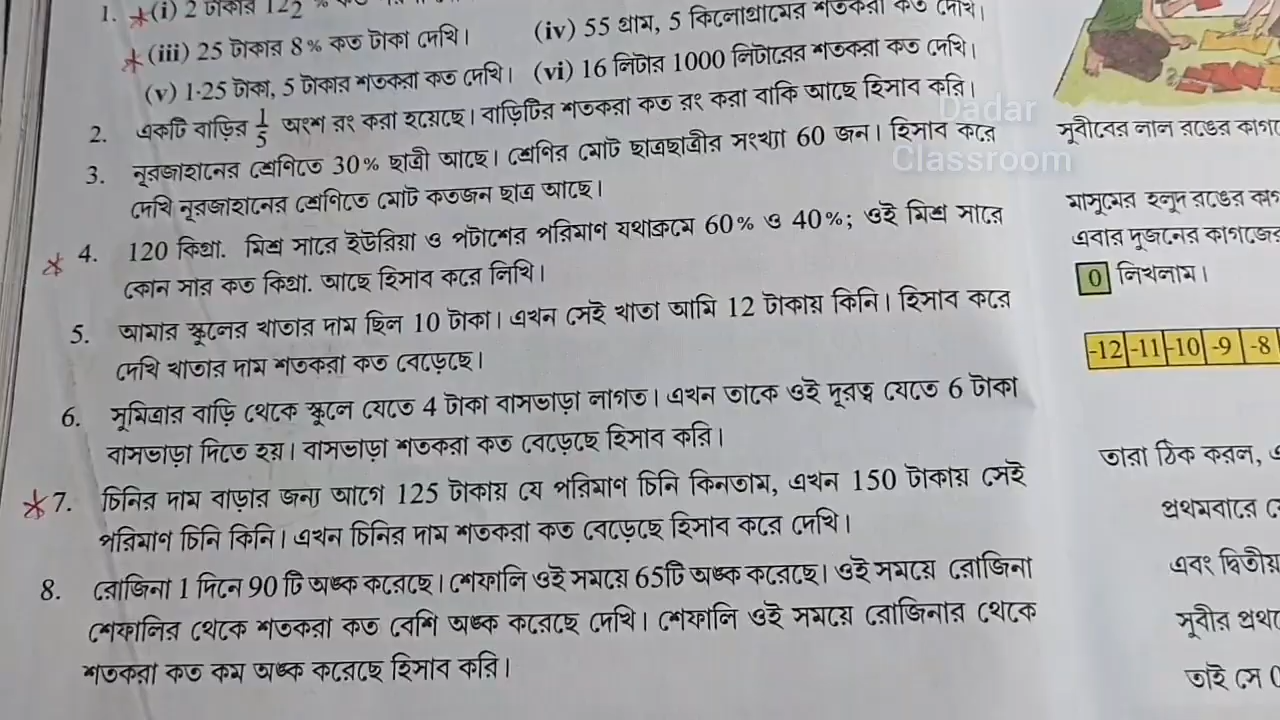 1. (i) 2 টাকার 12
(iii) 25 টাকার 8% কত টাকা দেখি। (iv) 55 গ্রাম, 5 কিলোগ্রামের শতকরা কত দেখি।
(v) 1·25 টাকা, 5 টাকার শতকরা কত দেখি। (vi) 16 লিটার 1000 লিটারের শতকরা কত দেখি।
2. একটি বাড়ির 1/5 অংশ রং করা হয়েছে। বাড়িটির শতকরা কত রং করা বাকি আছে হিসাব করি।
3. নূরজাহানের শ্রেণিতে 30% ছাত্রী আছে। শ্রেণির মোট ছাত্রছাত্রীর সংখ্যা 60 জন। হিসাব করে
দেখি নূরজাহানের শ্রেণিতে মোট কতজন ছাত্র আছে।
4. 120 কিগ্রা. মিশ্র সারে ইউরিয়া ও পটাশের পরিমাণ যথাক্রমে 60% ও 40%; ওই মিশ্র সারে
কোন সার কত কিগ্রা. আছে হিসাব করে লিখি।
5. আমার স্কুলের খাতার দাম ছিল 10 টাকা। এখন সেই খাতা আমি 12 টাকায় কিনি। হিসাব করে
দেখি খাতার দাম শতকরা কত বেড়েছে।
6. সুমিত্রার বাড়ি থেকে স্কুলে যেতে 4 টাকা বাসভাড়া লাগত। এখন তাকে ওই দূরত্ব যেতে 6 টাকা
বাসভাড়া দিতে হয়। বাসভাড়া শতকরা কত বেড়েছে হিসাব করি।
7. চিনির দাম বাড়ার জন্য আগে 125 টাকায় যে পরিমাণ চিনি কিনতাম, এখন 150 টাকায় সেই
পরিমাণ চিনি কিনি। এখন চিনির দাম শতকরা কত বেড়েছে হিসাব করে দেখি।
8. রোজিনা 1 দিনে 90 টি অঙ্ক করেছে। শেফালি ওই সময়ে 65টি অঙ্ক করেছে। ওই সময়ে রোজিনা
শেফালির থেকে শতকরা কত বেশি অঙ্ক করেছে দেখি। শেফালি ওই সময়ে রোজিনার থেকে
শতকরা কত কম অঙ্ক করেছে হিসাব করি।
Dadar
Classroom
সুবীরের লাল রঙের
মাসুমের হলুদ রঙের
এবার দুজনের
0 লিখলাম।
-12 -11 -10 -9 -8
তারা ঠিক করল,
প্রথমবারে
এবং দ্বিতীয়
সুবীর
তাই সে